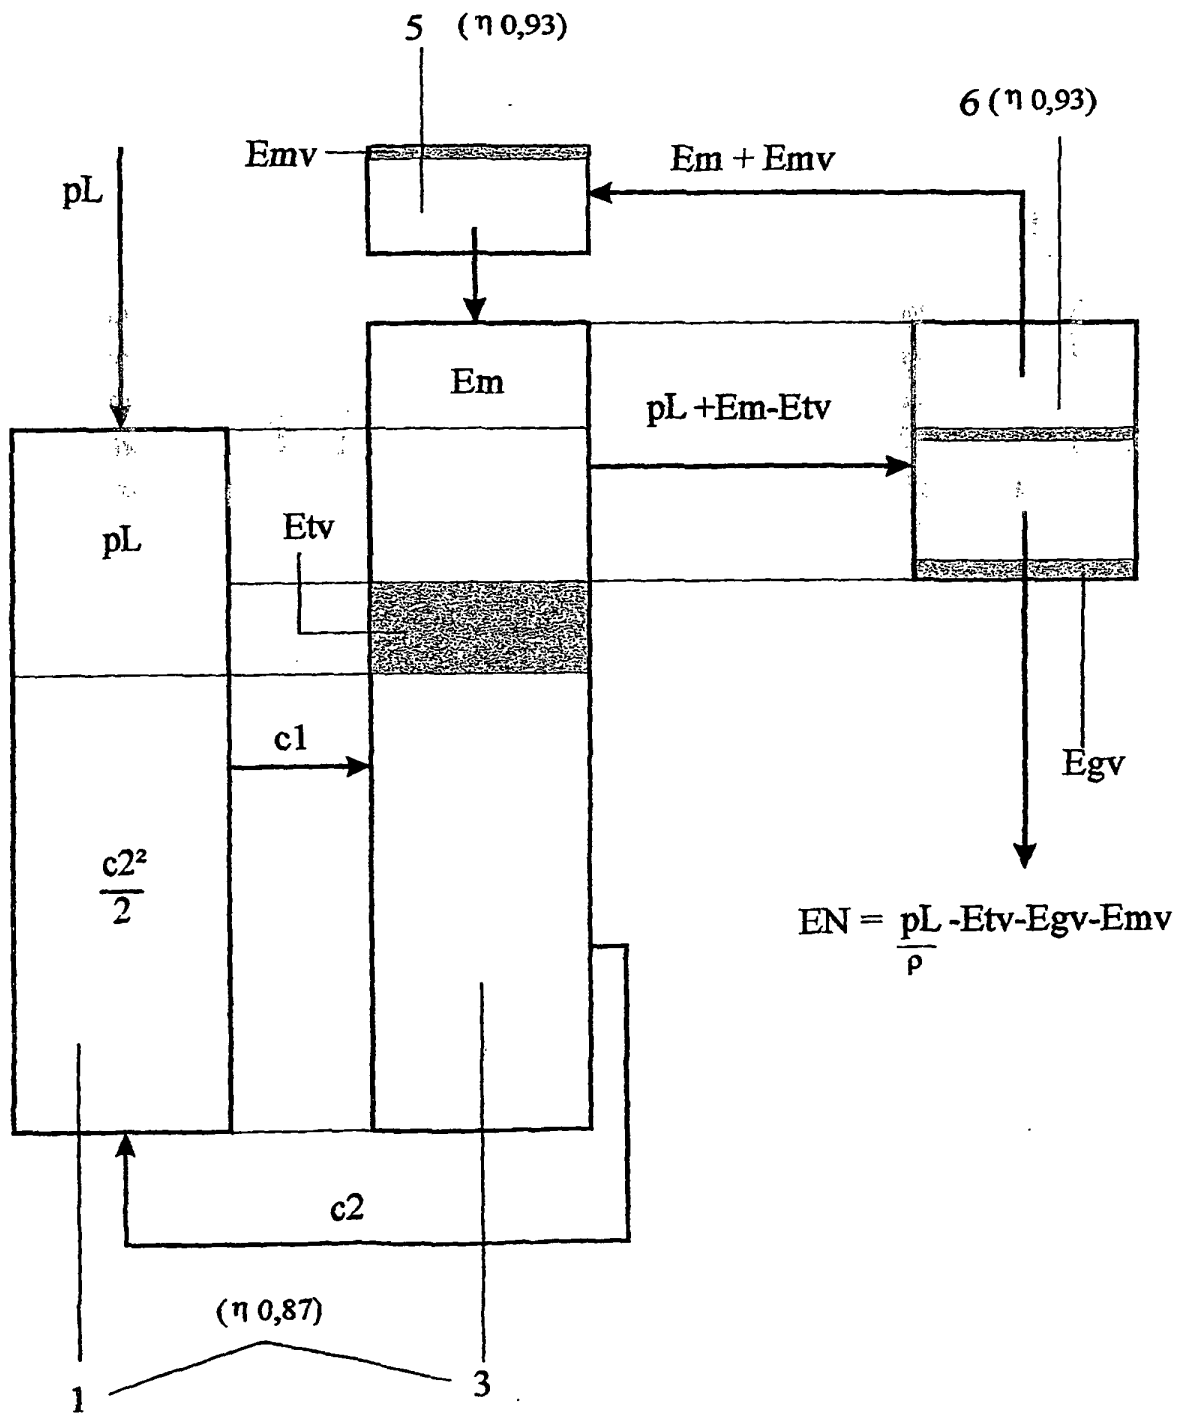 5 (η 0,93)
6 (η 0,93)
Emv
Em + Emv
pL
Em
pL +Em-Etv
Etv
pL
c1
Egv
c2²
2
EN = pL -Etv-Egv-Emv
ρ
c2
(η 0,87)
1
3